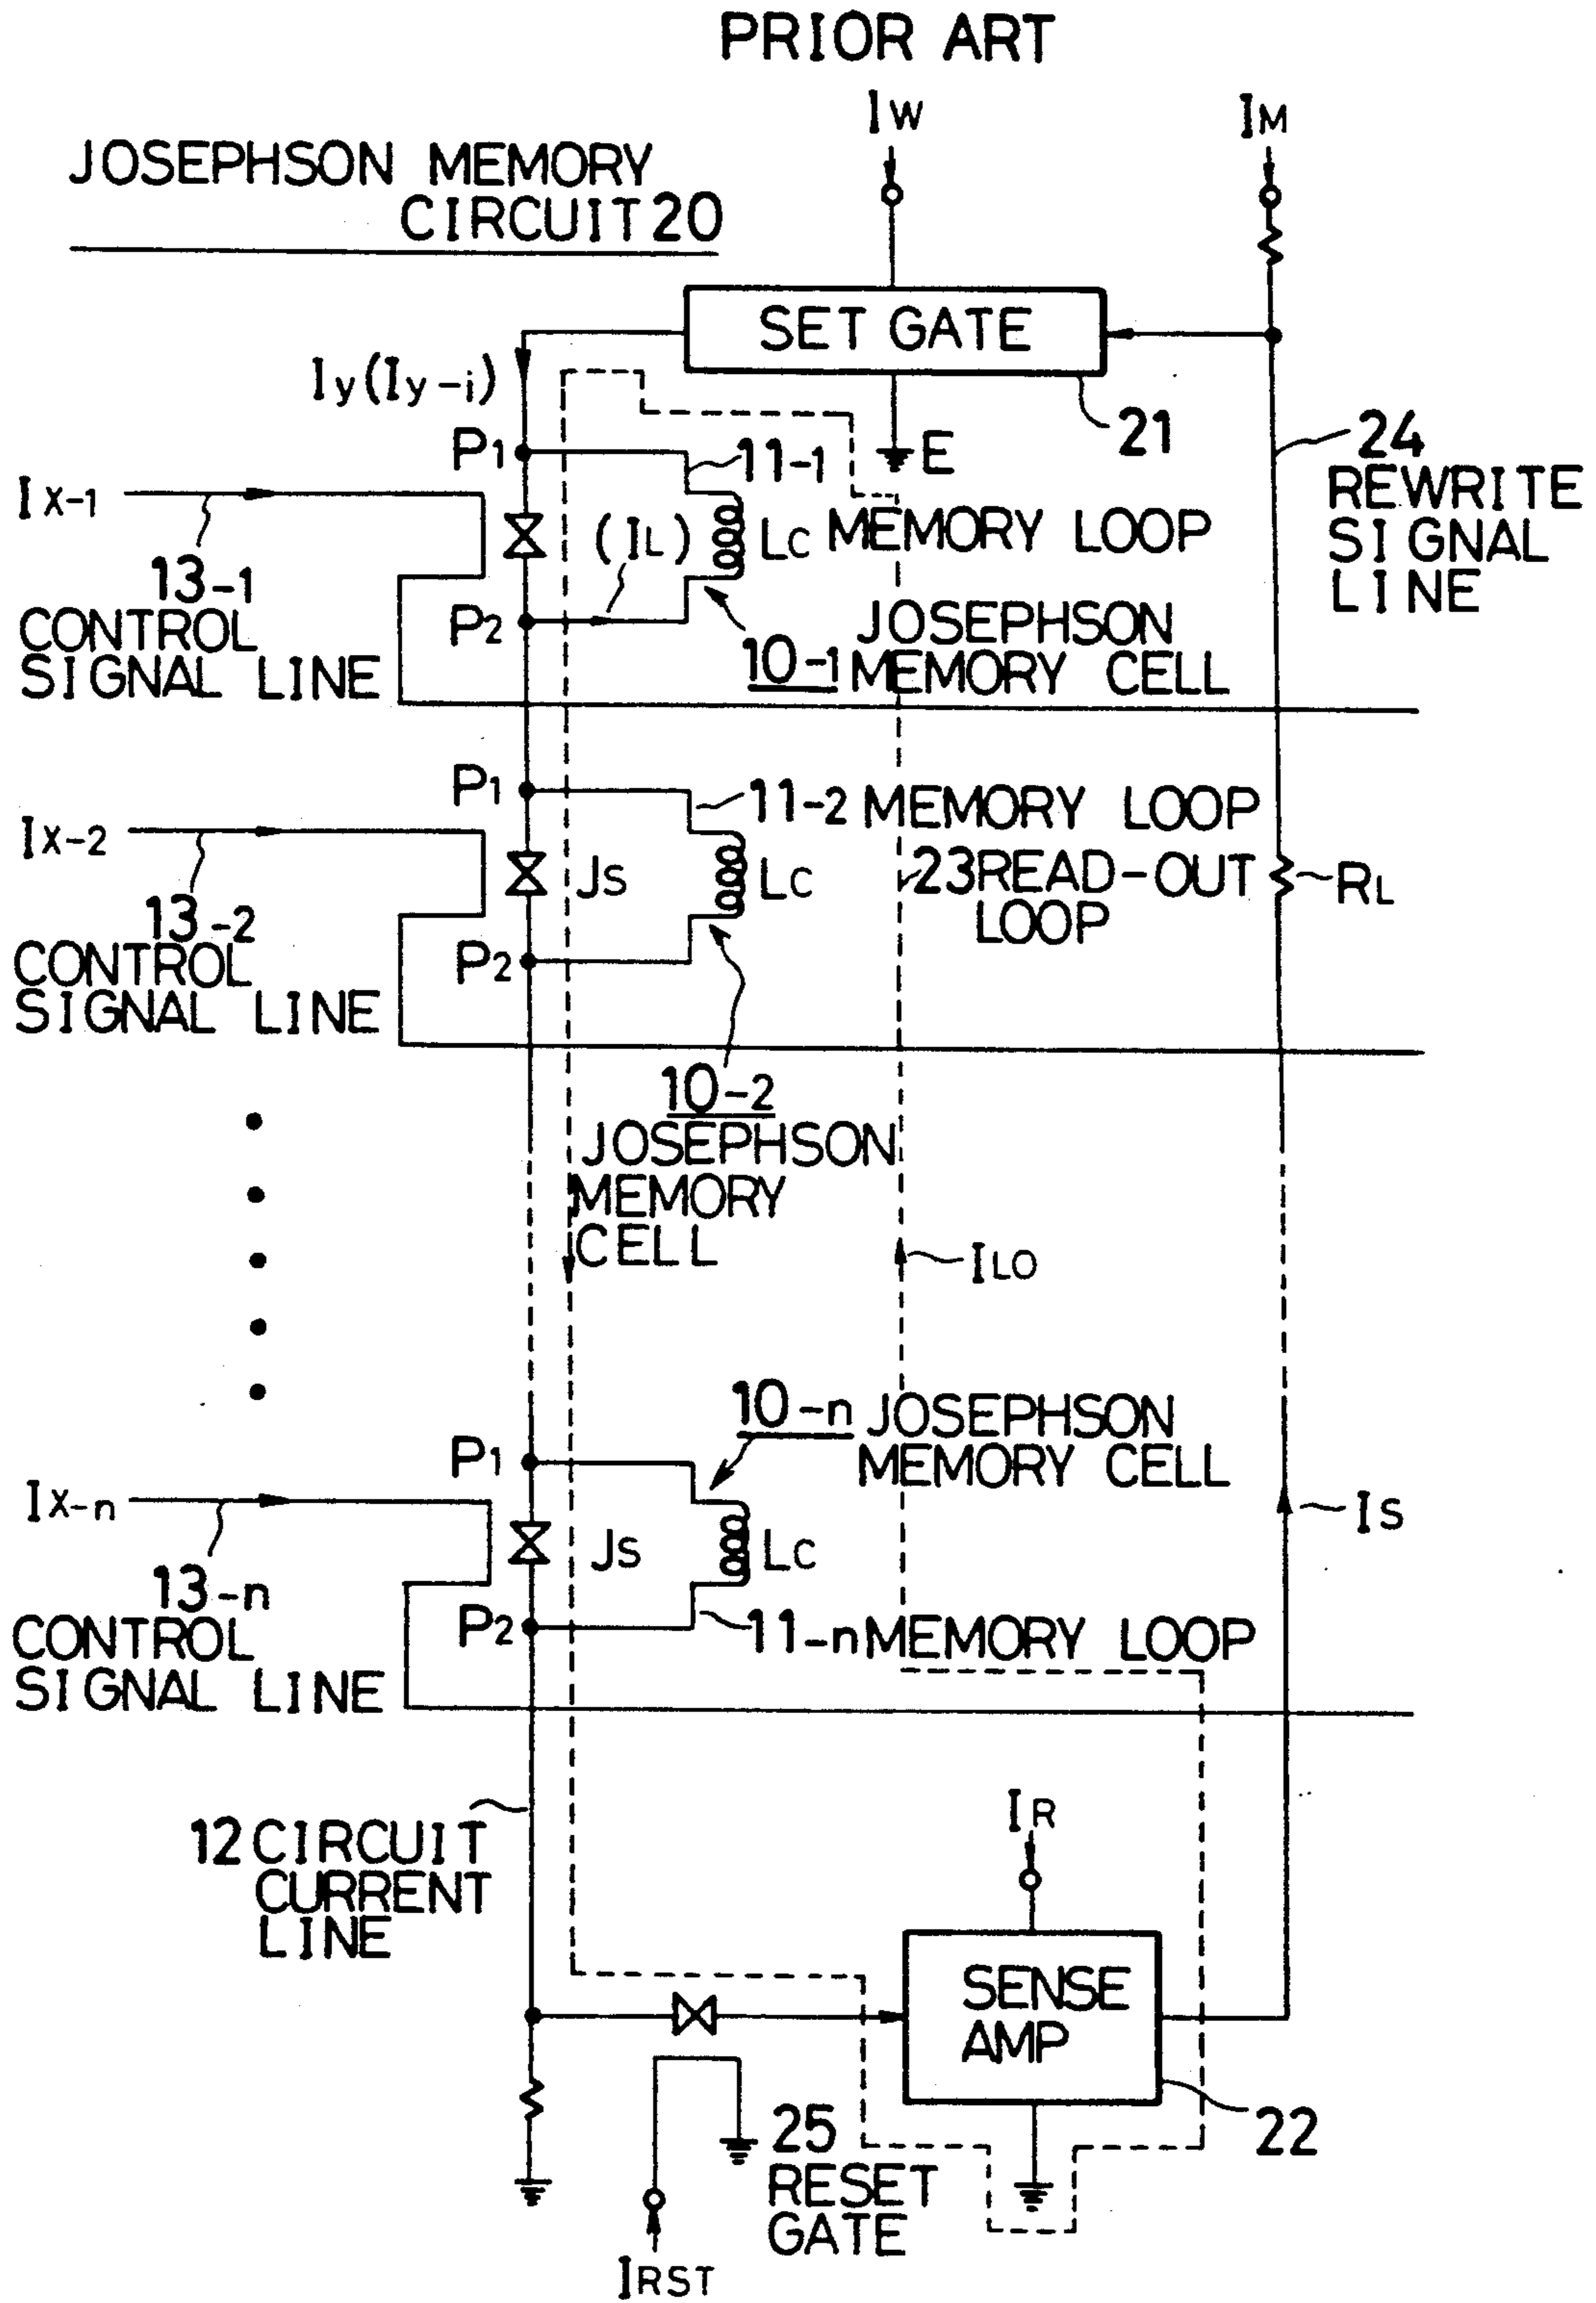 PRIOR ART
IW
IM
JOSEPHSON MEMORY
CIRCUIT 20
SET GATE
Iy(Iy-i)
21
24
REWRITE
SIGNAL
LINE
E
P1
11-1
IX-1
(IL)
LC
MEMORY LOOP
13-1
CONTROL
SIGNAL LINE
P2
10-1
JOSEPHSON
MEMORY CELL
P1
11-2 MEMORY LOOP
IX-2
JS
LC
23 READ-OUT
LOOP
RL
13-2
CONTROL
SIGNAL LINE
P2
10-2
JOSEPHSON
MEMORY
CELL
ILO
10-n JOSEPHSON
MEMORY CELL
P1
IX-n
JS
LC
IS
13-n
CONTROL
SIGNAL LINE
P2
11-n MEMORY LOOP
12 CIRCUIT
CURRENT
LINE
IR
SENSE
AMP
22
25
RESET
GATE
IRST